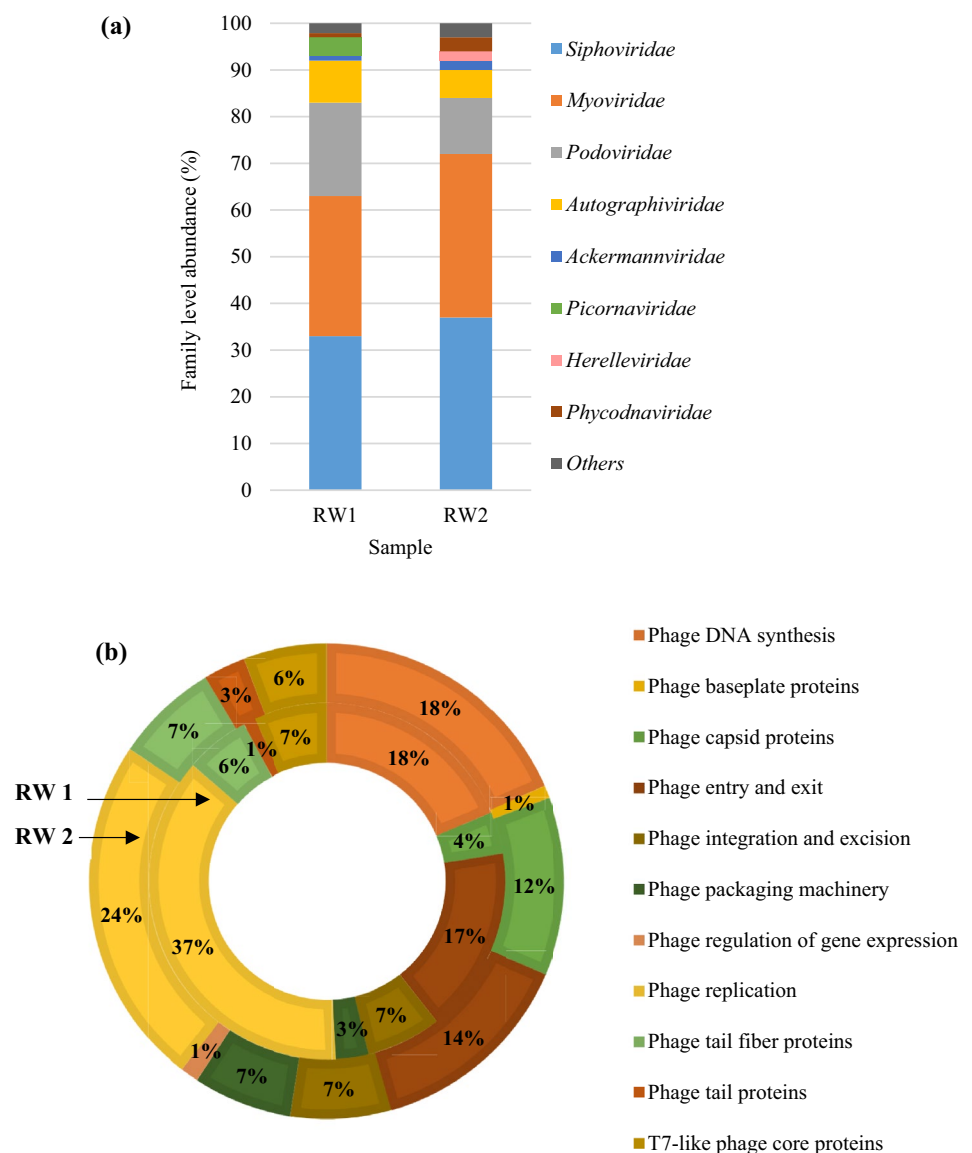 (a)
100
90
80
70
60
50
40
30
20
10
0
Family level abundance (%)
RW1
RW2
Sample
Siphoviridae
Myoviridae
Podoviridae
Autographiviridae
Ackermannviridae
Picornaviridae
Herelleviridae
Phycodnaviridae
Others
(b)
RW 1
RW 2
18%
1%
12%
14%
7%
7%
1%
24%
7%
3%
6%
18%
4%
17%
7%
3%
37%
6%
1%
7%
Phage DNA synthesis
Phage baseplate proteins
Phage capsid proteins
Phage entry and exit
Phage integration and excision
Phage packaging machinery
Phage regulation of gene expression
Phage replication
Phage tail fiber proteins
Phage tail proteins
T7-like phage core proteins